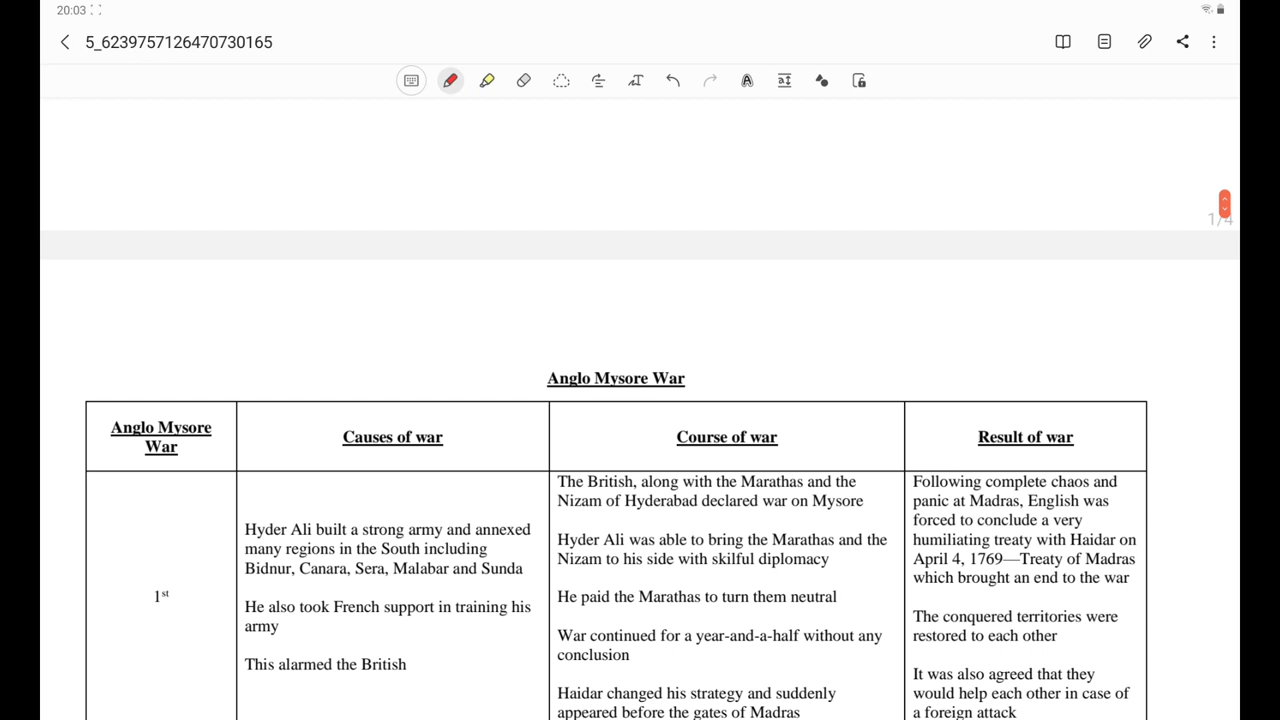 20:03
5_6239757126470730165
1/4
Anglo Mysore War
Anglo Mysore
War
Causes of war
Course of war
Result of war
1st
Hyder Ali built a strong army and annexed
many regions in the South including
Bidnur, Canara, Sera, Malabar and Sunda
He also took French support in training his
army
This alarmed the British
The British, along with the Marathas and the
Nizam of Hyderabad declared war on Mysore
Hyder Ali was able to bring the Marathas and the
Nizam to his side with skilful diplomacy
He paid the Marathas to turn them neutral
War continued for a year-and-a-half without any
conclusion
Haidar changed his strategy and suddenly
appeared before the gates of Madras
Following complete chaos and
panic at Madras, English was
forced to conclude a very
humiliating treaty with Haidar on
April 4, 1769—Treaty of Madras
which brought an end to the war
The conquered territories were
restored to each other
It was also agreed that they
would help each other in case of
a foreign attack